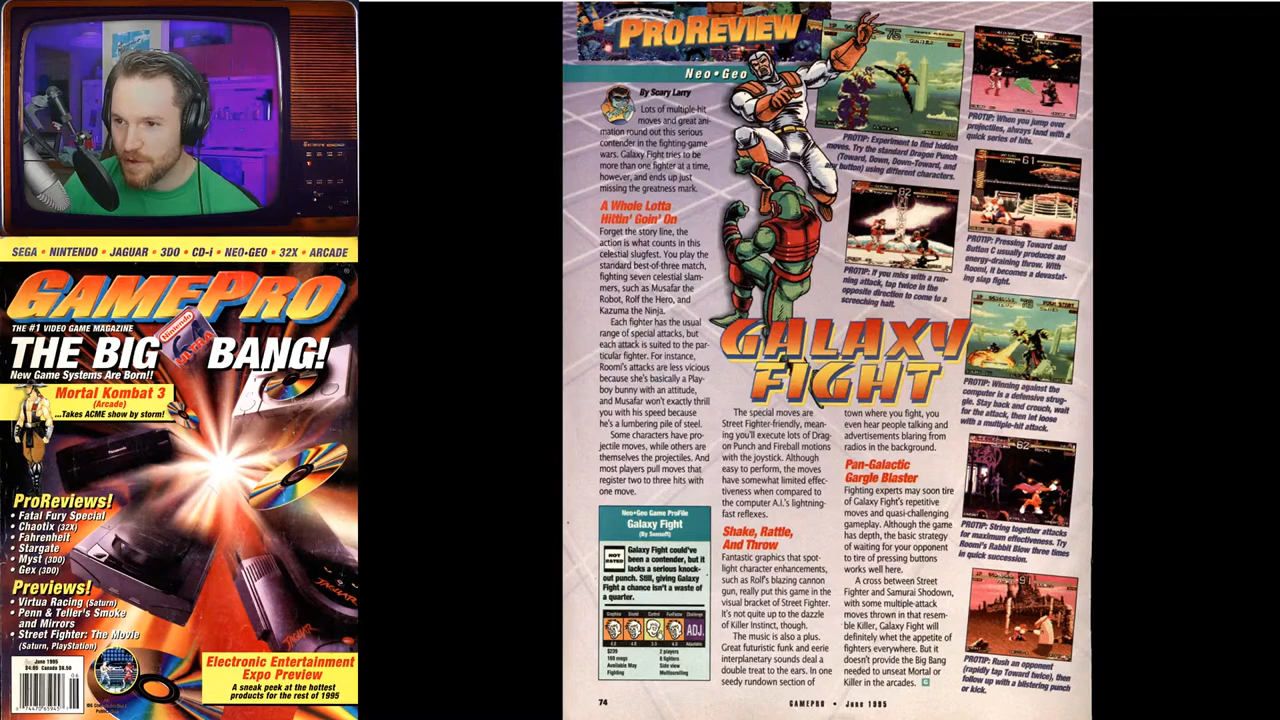 SEGA • NINTENDO • JAGUAR • 3DO • CD-i • NEO-GEO • 32X • ARCADE
GAMEPRO
THE #1 VIDEO GAME MAGAZINE
Nintendo
THE BIG BANG!
New Game Systems Are Born!!
Mortal Kombat 3
(Arcade)
...Takes ACME show by storm!
ProReviews!
• Fatal Fury Special
• Chaotix (32X)
• Fahrenheit
• Stargate
• Myst (3DO)
• Gex (3DO)
Previews!
• Virtua Racing (Saturn)
• Penn & Teller's Smoke
and Mirrors
• Street Fighter: The Movie
(Saturn, PlayStation)
JAGUAR
June 1995
$4.95 Canada $6.50
Electronic Entertainment
Expo Preview
A sneak peek at the hottest
products for the rest of 1995
PROREVIEW
Neo•Geo
By Scary Larry
Lots of multiple-hit
moves and great ani-
mation round out this serious
contender in the fighting-game
wars. Galaxy Fight tries to be
more than one fighter at a time,
however, and ends up just
missing the greatness mark.
A Whole Lotta
Hittin' Goin' On
Forget the story line, the
action is what counts in this
celestial slugfest. You play the
standard best-of-three match,
fighting seven celestial slam-
mers, such as Musafar the
Robot, Rolf the Hero, and
Kazuma the Ninja.
Each fighter has the usual
range of special attacks, but
each attack is suited to the par-
ticular fighter. For instance,
Roomi's attacks are less vicious
because she's basically a Play-
boy bunny with an attitude,
and Musafar won't exactly thrill
you with his speed because
he's a lumbering pile of steel.
Some characters have pro-
jectile moves, while others are
themselves the projectiles. And
most players pull moves that
register two to three hits with
one move.
Neo•Geo Game ProFile
Galaxy Fight
(By Sunsoft)
NOT
RATED
Galaxy Fight could've
been a contender, but it
lacks a serious knock-
out punch. Still, giving Galaxy
Fight a chance isn't a waste of
a quarter.
Graphics Sound Control FunFactor Challenge
ADJ.
$239
2 players
8 fighters
Available May
Side view
Fighting
Multiscrolling
GALAXY
FIGHT
The special moves are
Street Fighter-friendly, mean-
ing you'll execute lots of Drag-
on Punch and Fireball motions
with the joystick. Although
easy to perform, the moves
have somewhat limited effec-
tiveness when compared to
the computer A.I.'s lightning-
fast reflexes.
Shake, Rattle,
And Throw
Fantastic graphics that spot-
light character enhancements,
such as Rolf's blazing cannon
gun, really put this game in the
visual bracket of Street Fighter.
It's not quite up to the dazzle
of Killer Instinct, though.
The music is also a plus.
Great futuristic funk and eerie
interplanetary sounds deal a
double treat to the ears. In one
seedy rundown section of
town where you fight, you
even hear people talking and
advertisements blaring from
radios in the background.
Pan-Galactic
Gargle Blaster
Fighting experts may soon tire
of Galaxy Fight's repetitive
moves and quasi-challenging
gameplay. Although the game
has depth, the basic strategy
of waiting for your opponent
to tire of pressing buttons
works well here.
A cross between Street
Fighter and Samurai Shodown,
with some multiple-attack
moves thrown in that resem-
ble Killer, Galaxy Fight will
definitely whet the appetite of
fighters everywhere. But it
doesn't provide the Big Bang
needed to unseat Mortal or
Killer in the arcades.
75
PROTIP: Experiment to find hidden
moves. Try the standard Dragon Punch
(Toward, Down, Down-Toward, and
button) using different characters.
82
PROTIP: If you miss with a run-
ning attack, tap twice in the
opposite direction to come to a
screeching halt.
PROTIP: When you jump over
projectiles, always land with a
quick series of hits.
61
PROTIP: Pressing Toward and
Button C usually produces an
energy-draining throw. With
Roomi, it becomes a devastat-
ing slap fight.
PROTIP: Winning against the
computer is a defensive strug-
gle. Stay back and crouch, wait
for the attack, then let loose
with a multiple-hit attack.
62
PROTIP: String together attacks
for maximum effectiveness. Try
Roomi's Rabbit Blow three times
in quick succession.
91
PROTIP: Rush an opponent
(rapidly tap Toward twice), then
follow up with a blistering punch
or kick.
74
GAMEPRO • June 1995